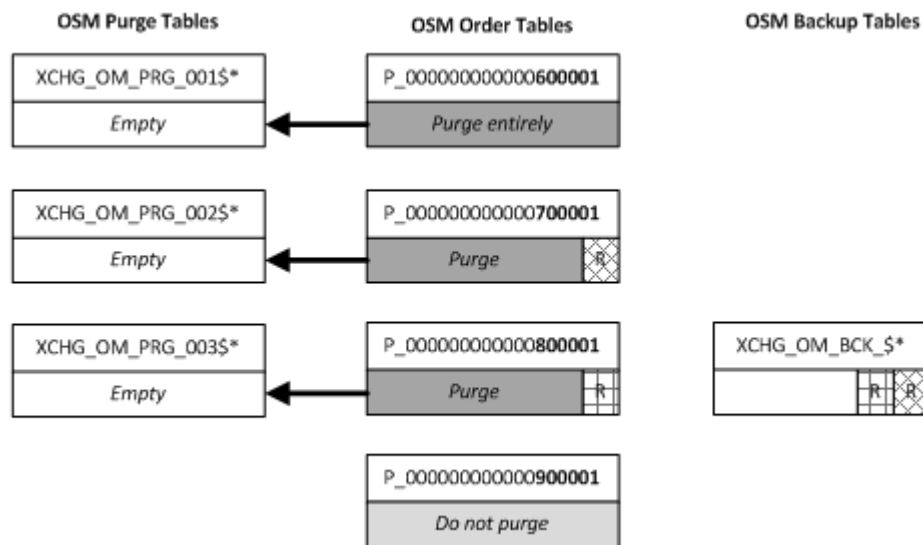 OSM Purge Tables
OSM Order Tables
OSM Backup Tables
XCHG_OM_PRG_001$*
Empty
P_000000000000600001
Purge entirely
XCHG_OM_PRG_002$*
Empty
P_000000000000700001
Purge
R
XCHG_OM_PRG_003$*
Empty
P_000000000000800001
Purge
R
XCHG_OM_BCK_$*
R
R
P_000000000000900001
Do not purge